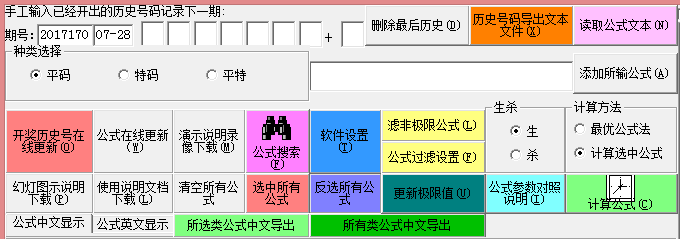 手工输入已经开出的历史号码记录下一期:
期号: 2017170 07-28 +
删除最后历史(D)
历史号码导出文本
文件(X)
读取公式文本(N)
种类选择
平码 特码 平特
添加所输公式(A)
开奖历史号在
线更新(O)
公式在线更新
(W)
演示说明录
像下载(M)
公式搜索
(F)
软件设置
(T)
滤非极限公式(L)
公式过滤设置(F)
生杀
生
杀
计算方法
最优公式法
计算选中公式
幻灯图示说明
下载(P)
使用说明文档
下载(L)
清空所有公
式
选中所有
公式
反选所有公
式
更新极限值(U)
公式参数对照
说明(I)
计算公式(C)
公式中文显示
公式英文显示
所选类公式中文导出
所有类公式中文导出